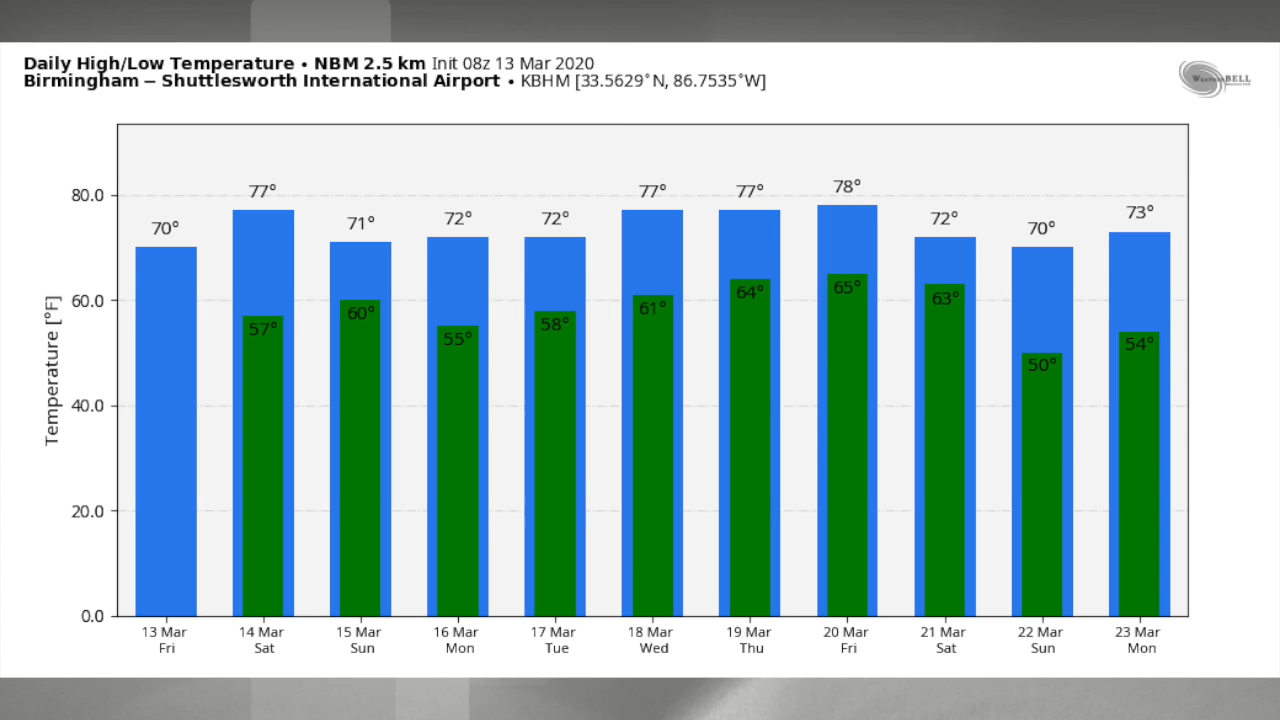 Daily High/Low Temperature • NBM 2.5 km Init 08z 13 Mar 2020
Birmingham – Shuttlesworth International Airport • KBHM [33.5629°N, 86.7535°W]
WeatherBELL
Temperature [°F]
80.0
60.0
40.0
20.0
0.0
70° 77° 71° 72° 72° 77° 77° 78° 72° 70° 73°
57° 60° 55° 58° 61° 64° 65° 63° 50° 54°
13 Mar 14 Mar 15 Mar 16 Mar 17 Mar 18 Mar 19 Mar 20 Mar 21 Mar 22 Mar 23 Mar
Fri Sat Sun Mon Tue Wed Thu Fri Sat Sun Mon